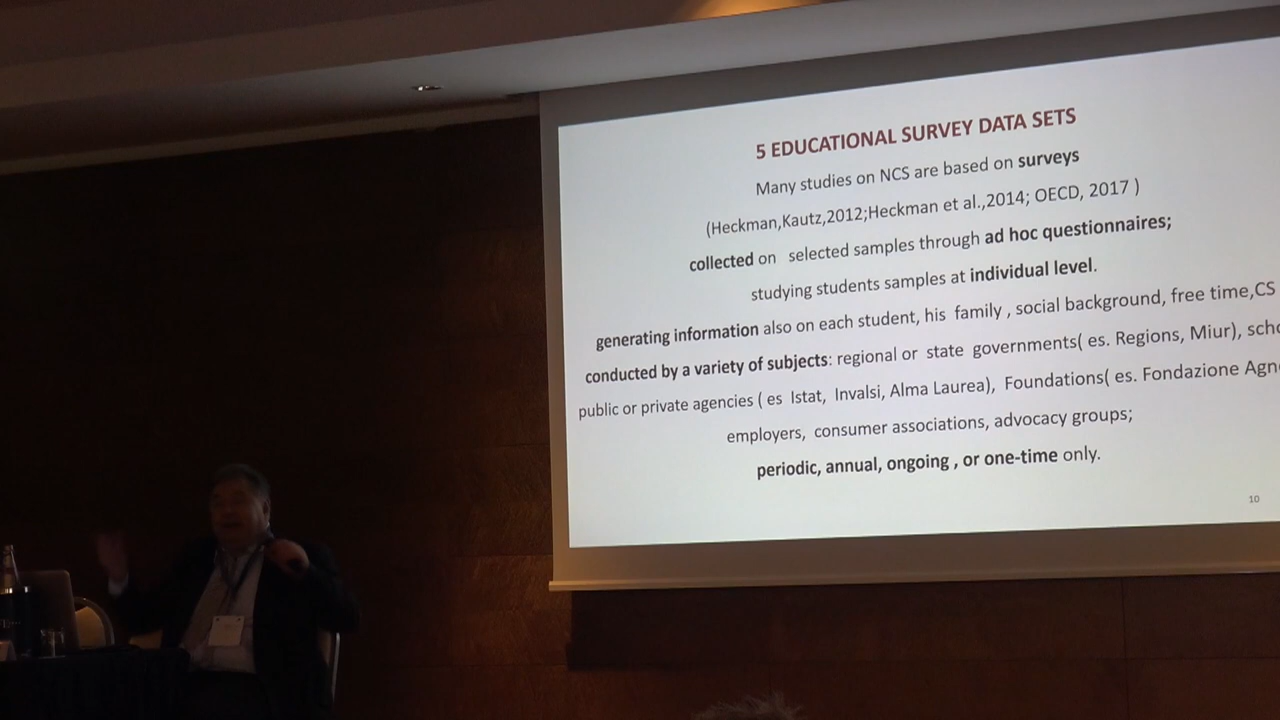 5 EDUCATIONAL SURVEY DATA SETS
Many studies on NCS are based on surveys
(Heckman,Kautz,2012;Heckman et al.,2014; OECD, 2017 )
collected on selected samples through ad hoc questionnaires;
studying students samples at individual level.
generating information also on each student, his family , social background, free time,CS
conducted by a variety of subjects: regional or state governments( es. Regions, Miur),
public or private agencies ( es Istat, Invalsi, Alma Laurea), Foundations( es. Fondazione
employers, consumer associations, advocacy groups;
periodic, annual, ongoing , or one-time only.
10